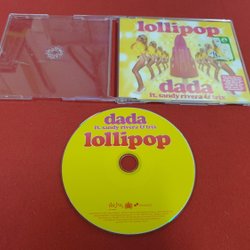 lollipop
dada
ft. sandy rivera & trix
dada
ft. sandy rivera & trix
lollipop